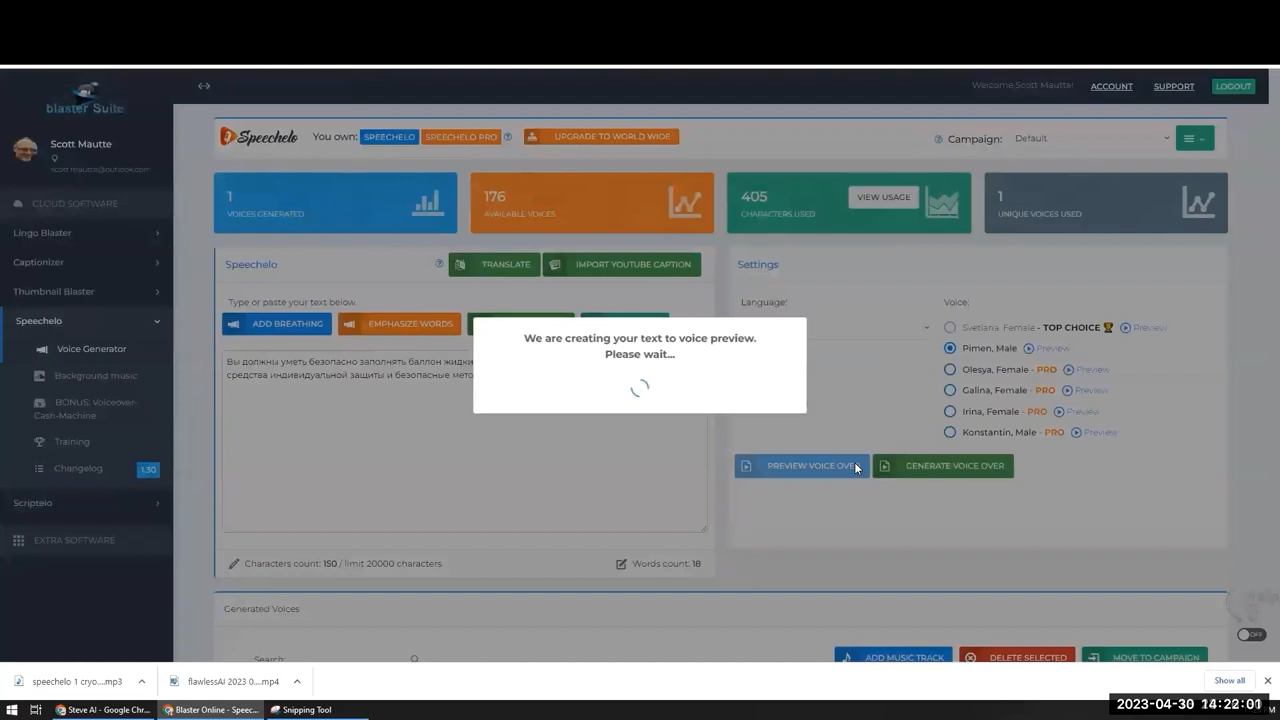 Welcome Scott Mautte!
ACCOUNT
SUPPORT
LOGOUT
blaster Suite
Scott Mautte
scott.mautte@outlook.com
CLOUD SOFTWARE
Lingo Blaster
Captionizer
Thumbnail Blaster
Speechelo
Voice Generator
Background music
BONUS: Voiceover-
Cash-Machine
Training
Changelog
1.30
Scriptelo
EXTRA SOFTWARE
Speechelo
You own:
SPEECHELO
SPEECHELO PRO
UPGRADE TO WORLD WIDE
Campaign:
Default
1
VOICES GENERATED
176
AVAILABLE VOICES
405
CHARACTERS USED
VIEW USAGE
1
UNIQUE VOICES USED
Speechelo
TRANSLATE
IMPORT YOUTUBE CAPTION
Type or paste your text below.
ADD BREATHING
EMPHASIZE WORDS
Вы должны уметь безопасно заполнять баллон
средства индивидуальной защиты и безопасные
Characters count: 150 / limit 20000 characters.
Words count: 18
We are creating your text to voice preview.
Please wait...
Settings
Language:
Voice:
Svetlana, Female - TOP CHOICE Preview
Pimen, Male Preview
Olesya, Female - PRO Preview
Galina, Female - PRO Preview
Irina, Female - PRO Preview
Konstantin, Male - PRO Preview
PREVIEW VOICE OVE
GENERATE VOICE OVER
Generated Voices
Search:
ADD MUSIC TRACK
DELETE SELECTED
MOVE TO CAMPAIGN
OFF
speechelo 1 cryo....mp3
flawlessAI 2023 0....mp4
Show all
Steve AI - Google Chr...
Blaster Online - Speec...
Snipping Tool
2023-04-30 14:22:01